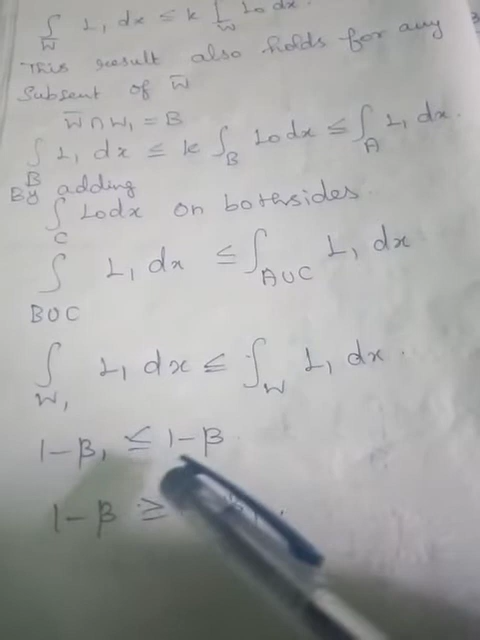 ∫_W̄ L₁ dx ≤ k ∫_W̄ L₀ dx.
This result also holds for any
Subsent of W̄
W̄ ∩ W₁ = B
∫_B L₁ dx ≤ k ∫_B L₀ dx ≤ ∫_A L₁ dx.
By adding
∫_C L₀ dx on bothsides.
∫_{B∪C} L₁ dx ≤ ∫_{A∪C} L₁ dx
∫_{W₁} L₁ dx ≤ ∫_W L₁ dx.
1-β₁ ≤ 1-β
1-β ≥